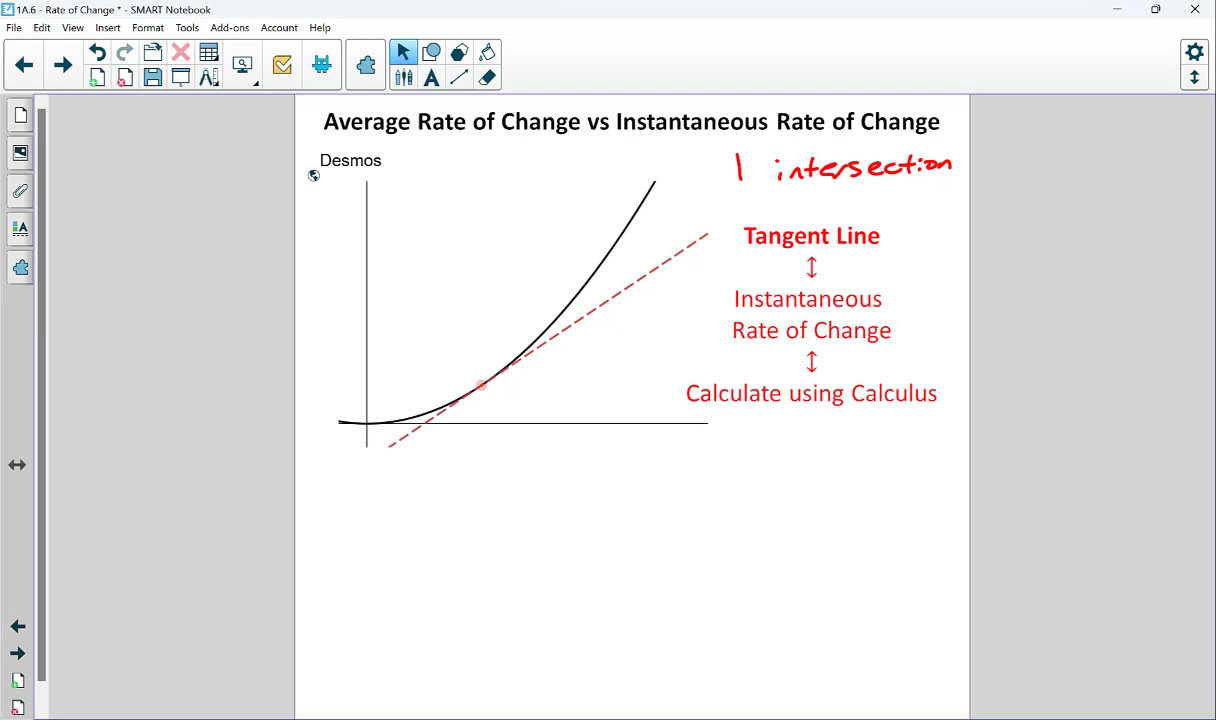 1A.6 - Rate of Change * - SMART Notebook
File Edit View Insert Format Tools Add-ons Account Help
Average Rate of Change vs Instantaneous Rate of Change
Desmos
1 intersection
Tangent Line
↕
Instantaneous
Rate of Change
↕
Calculate using Calculus